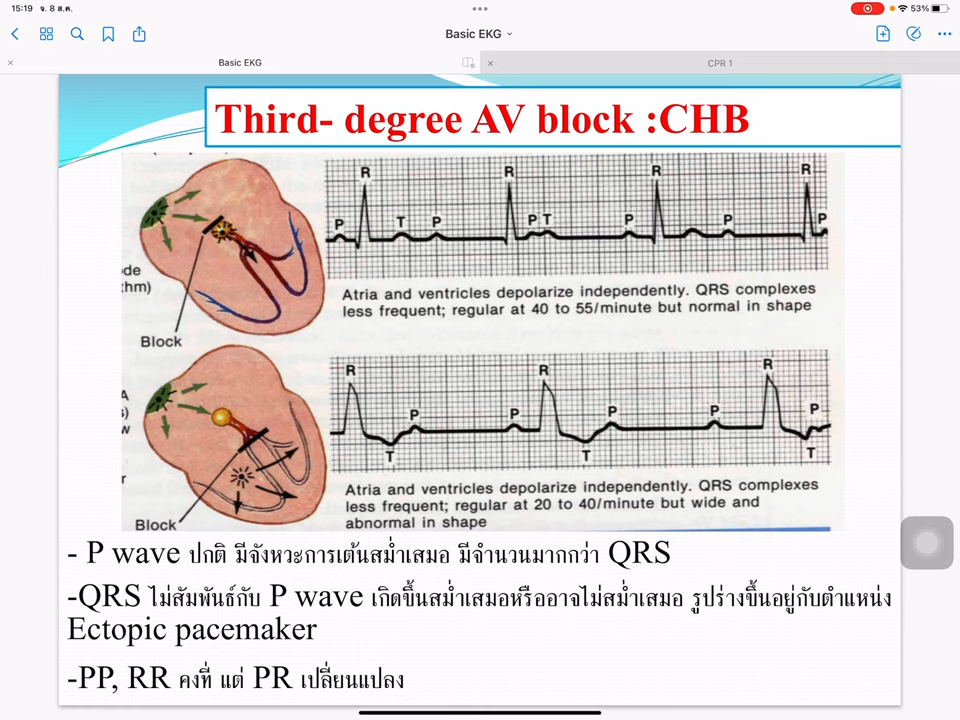 15:19 จ. 8 ส.ค.
53%
Basic EKG
Basic EKG
CPR 1
Third- degree AV block :CHB
R R R R
P T P P T P P P
ode
thm)
Atria and ventricles depolarize independently. QRS complexes
less frequent; regular at 40 to 55/minute but normal in shape
Block
R R R
P P P P P
T T T
Atria and ventricles depolarize independently. QRS complexes
less frequent; regular at 20 to 40/minute but wide and
abnormal in shape
Block
- P wave ปกติ มีจังหวะการเต้นสม่ำเสมอ มีจำนวนมากกว่า QRS
-QRS ไม่สัมพันธ์กับ P wave เกิดขึ้นสม่ำเสมอหรืออาจไม่สม่ำเสมอ รูปร่างขึ้นอยู่กับตำแหน่ง
Ectopic pacemaker
-PP, RR คงที่ แต่ PR เปลี่ยนแปลง